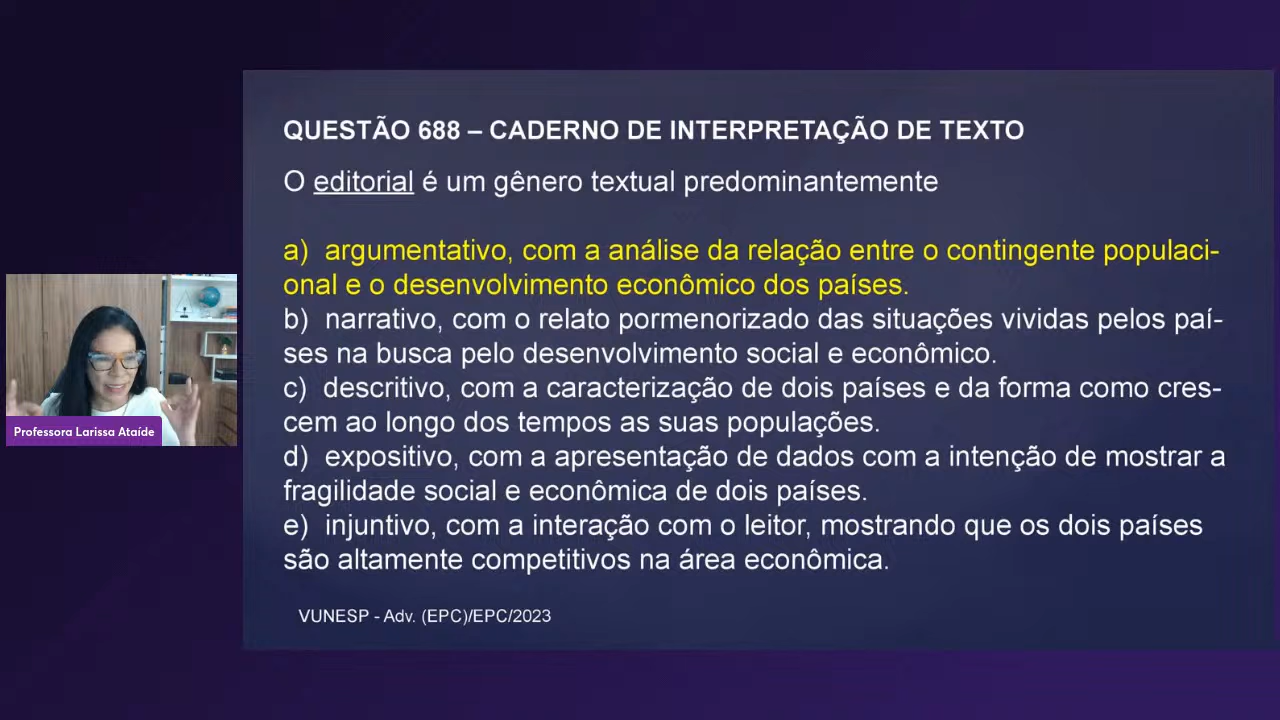 QUESTÃO 688 – CADERNO DE INTERPRETAÇÃO DE TEXTO
O editorial é um gênero textual predominantemente
a) argumentativo, com a análise da relação entre o contingente populaci-
onal e o desenvolvimento econômico dos países.
b) narrativo, com o relato pormenorizado das situações vividas pelos paí-
ses na busca pelo desenvolvimento social e econômico.
c) descritivo, com a caracterização de dois países e da forma como cres-
cem ao longo dos tempos as suas populações.
d) expositivo, com a apresentação de dados com a intenção de mostrar a
fragilidade social e econômica de dois países.
e) injuntivo, com a interação com o leitor, mostrando que os dois países
são altamente competitivos na área econômica.
VUNESP - Adv. (EPC)/EPC/2023
Professora Larissa Ataíde